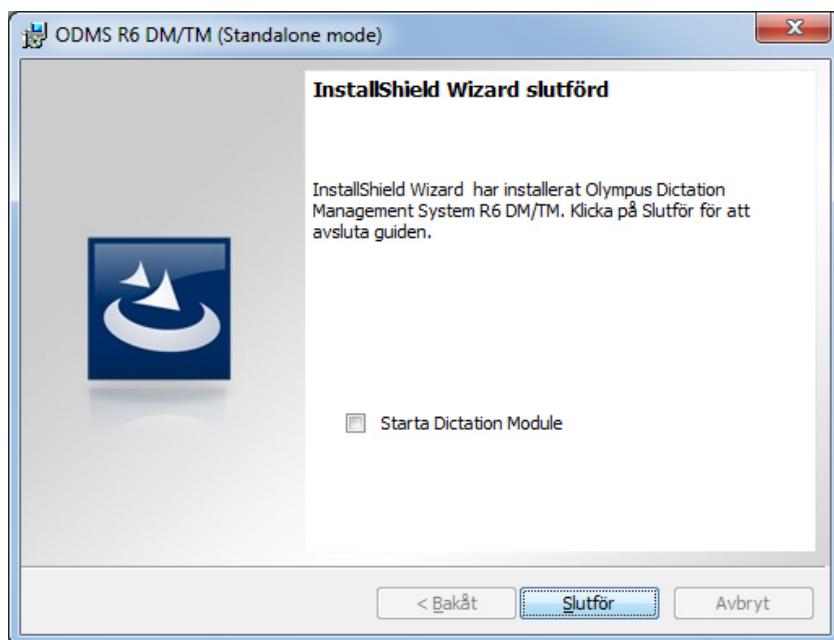 ODMS R6 DM/TM (Standalone mode)
InstallShield Wizard slutförd
InstallShield Wizard har installerat Olympus Dictation
Management System R6 DM/TM. Klicka på Slutför för att
avsluta guiden.
Starta Dictation Module
< Bakåt
Slutför
Avbryt